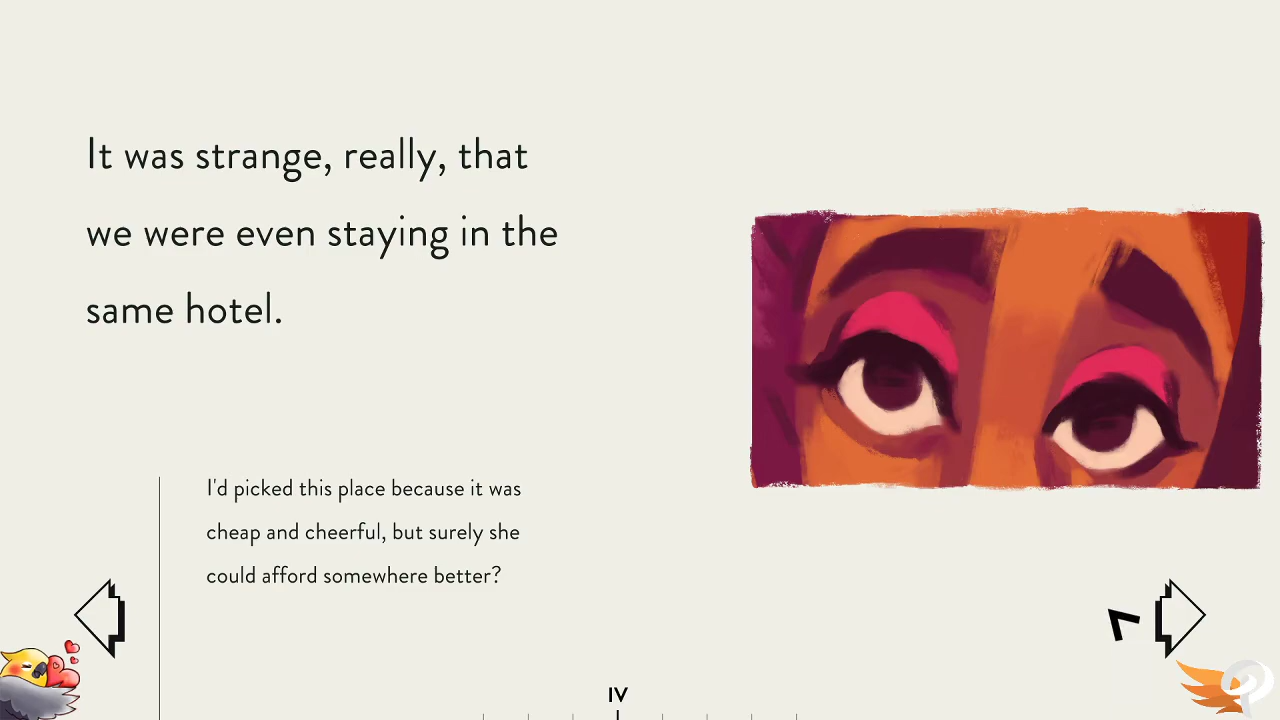 It was strange, really, that
we were even staying in the
same hotel.
I'd picked this place because it was
cheap and cheerful, but surely she
could afford somewhere better?
IV